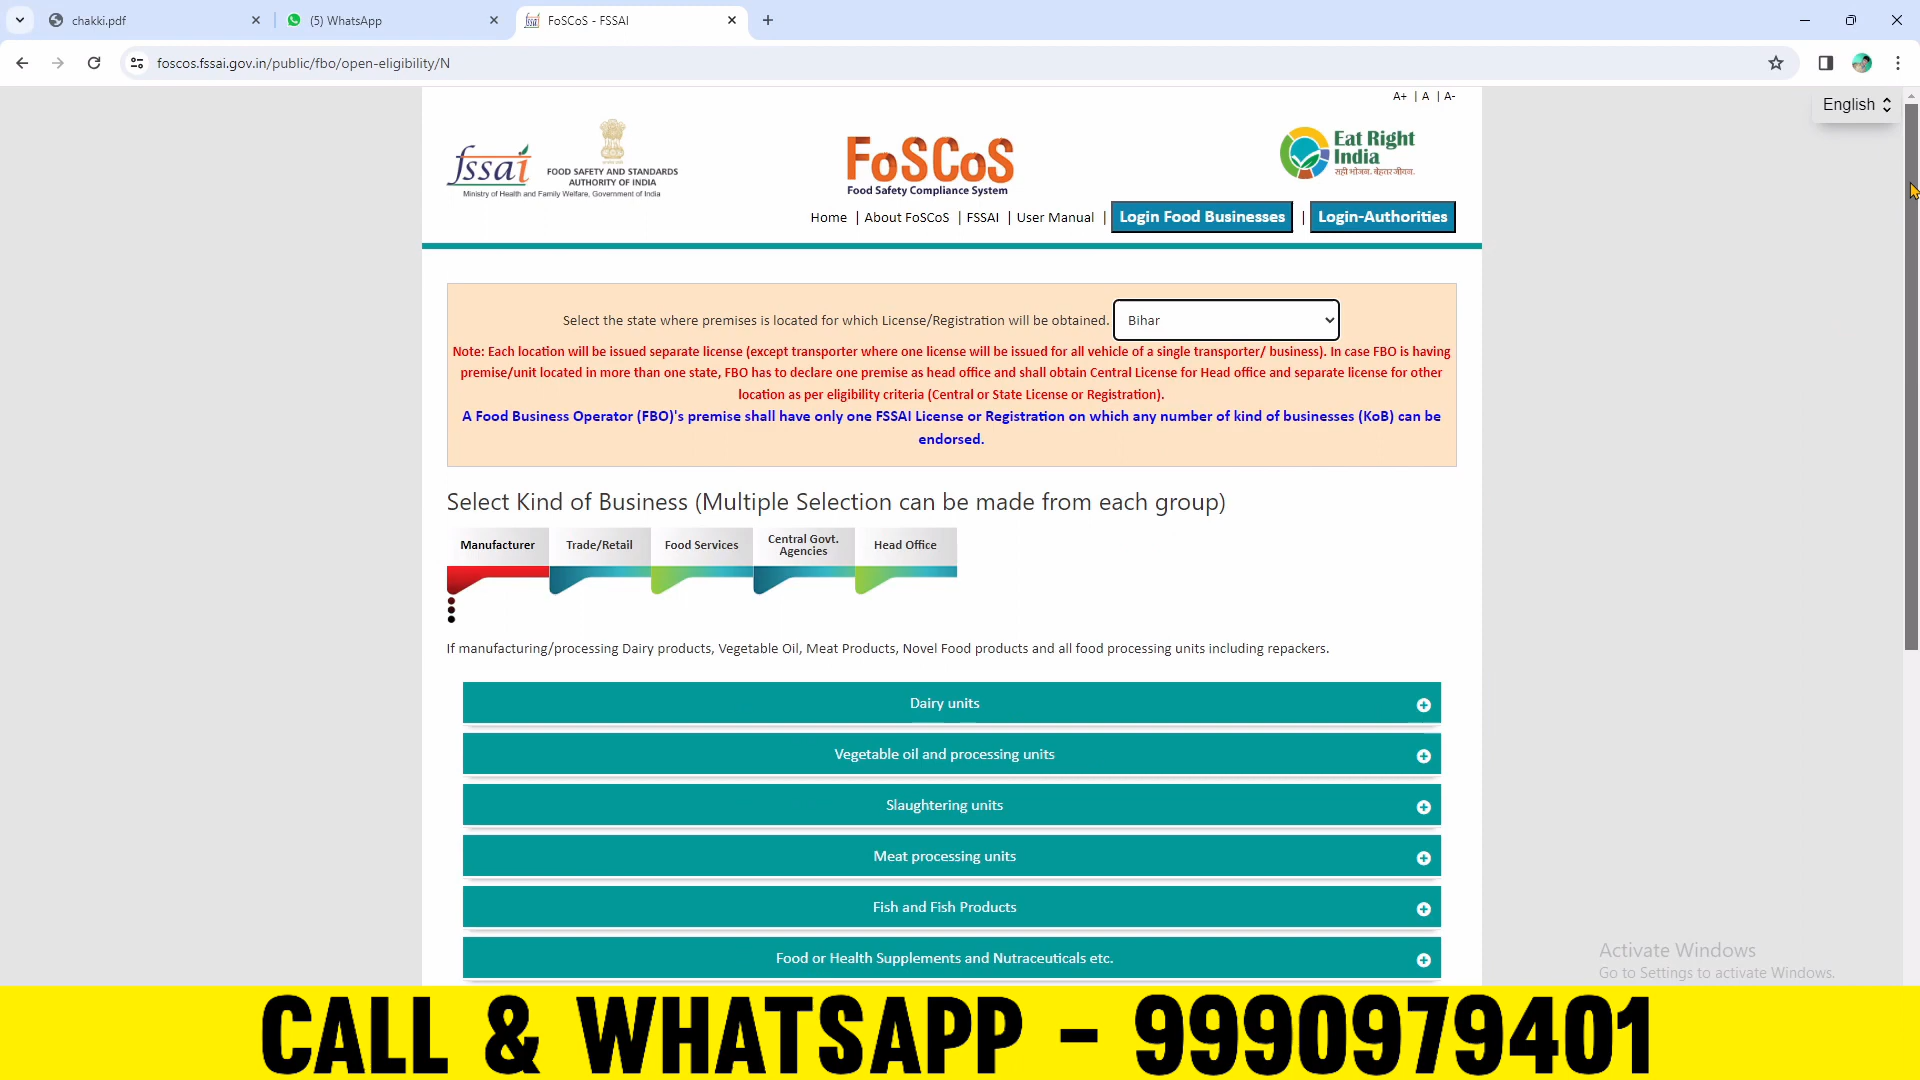 chakki.pdf
(5) WhatsApp
FoSCoS - FSSAI
foscos.fssai.gov.in/public/fbo/open-eligibility/N
A+ | A | A-
English
fssai
FOOD SAFETY AND STANDARDS
AUTHORITY OF INDIA
Ministry of Health and Family Welfare, Government of India
FoSCoS
Food Safety Compliance System
Eat Right
India
सही भोजन. बेहतर जीवन.
Home | About FoSCoS | FSSAI | User Manual | Login Food Businesses | Login-Authorities
Select the state where premises is located for which License/Registration will be obtained. Bihar
Note: Each location will be issued separate license (except transporter where one license will be issued for all vehicle of a single transporter/ business). In case FBO is having
premise/unit located in more than one state, FBO has to declare one premise as head office and shall obtain Central License for Head office and separate license for other
location as per eligibility criteria (Central or State License or Registration).
A Food Business Operator (FBO)'s premise shall have only one FSSAI License or Registration on which any number of kind of businesses (KoB) can be
endorsed.
Select Kind of Business (Multiple Selection can be made from each group)
Manufacturer
Trade/Retail
Food Services
Central Govt.
Agencies
Head Office
If manufacturing/processing Dairy products, Vegetable Oil, Meat Products, Novel Food products and all food processing units including repackers.
Dairy units
Vegetable oil and processing units
Slaughtering units
Meat processing units
Fish and Fish Products
Food or Health Supplements and Nutraceuticals etc.
Activate Windows
Go to Settings to activate Windows.
CALL & WHATSAPP - 9990979401